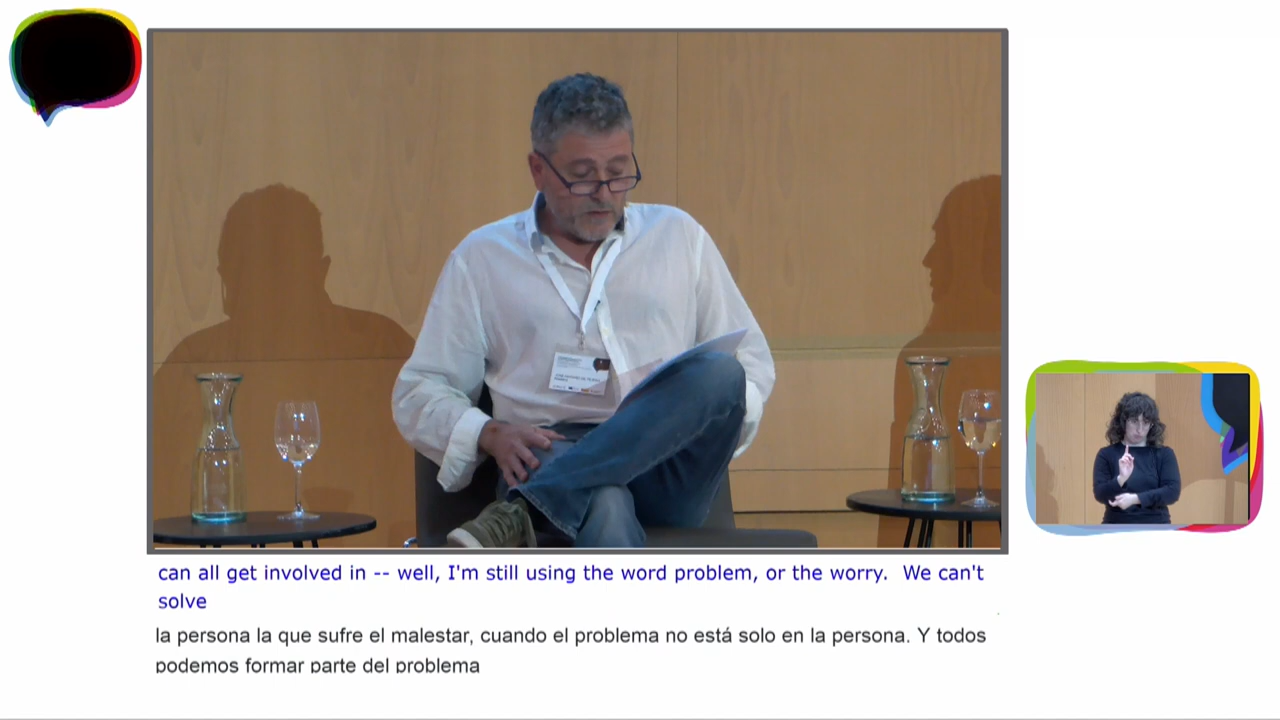 can all get involved in -- well, I'm still using the word problem, or the worry.  We can't
solve
la persona la que sufre el malestar, cuando el problema no está solo en la persona. Y todos
podemos formar parte del problema